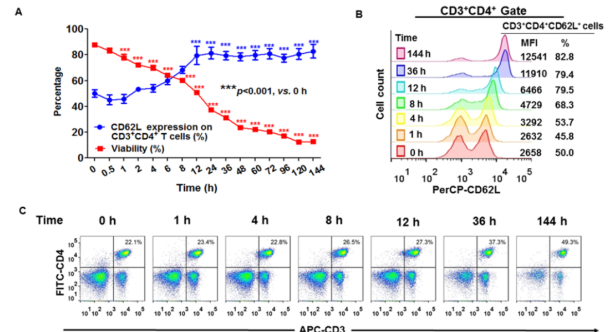 A
100
80
60
40
20
0
Percentage
***
***p<0.001, vs. 0 h
CD62L expression on
CD3⁺CD4⁺ T cells (%)
Viability (%)
0 0.5 1 2 4 6 8 12 24 36 48 60 72 96 120 144
Time (h)
B
CD3⁺CD4⁺ Gate
CD3⁺CD4⁺CD62L⁺ cells
Time MFI %
144 h 12541 82.8
36 h 11910 79.4
12 h 6466 79.5
8 h 4729 68.3
4 h 3292 53.7
1 h 2632 45.8
0 h 2658 50.0
Cell count
10¹ 10² 10³ 10⁴ 10⁵
PerCP-CD62L
C
Time 0 h 1 h 4 h 8 h 12 h 36 h 144 h
22.1% 23.4% 22.8% 26.5% 27.3% 37.3% 49.3%
FITC-CD4
APC-CD3